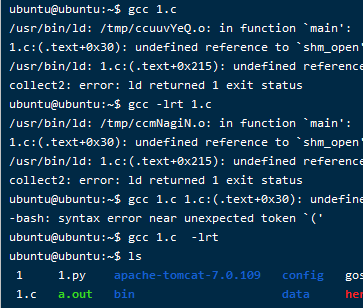 ubuntu@ubuntu:~$ gcc 1.c
/usr/bin/ld: /tmp/ccuuvYeQ.o: in function `main':
1.c:(.text+0x30): undefined reference to `shm_open'
/usr/bin/ld: 1.c:(.text+0x215): undefined reference
collect2: error: ld returned 1 exit status
ubuntu@ubuntu:~$ gcc -lrt 1.c
/usr/bin/ld: /tmp/ccmNagiN.o: in function `main':
1.c:(.text+0x30): undefined reference to `shm_open'
/usr/bin/ld: 1.c:(.text+0x215): undefined reference
collect2: error: ld returned 1 exit status
ubuntu@ubuntu:~$ gcc 1.c 1.c:(.text+0x30): undefined
-bash: syntax error near unexpected token `('
ubuntu@ubuntu:~$ gcc 1.c  -lrt
ubuntu@ubuntu:~$ ls
1 1.py apache-tomcat-7.0.109 config gos
1.c a.out bin data her